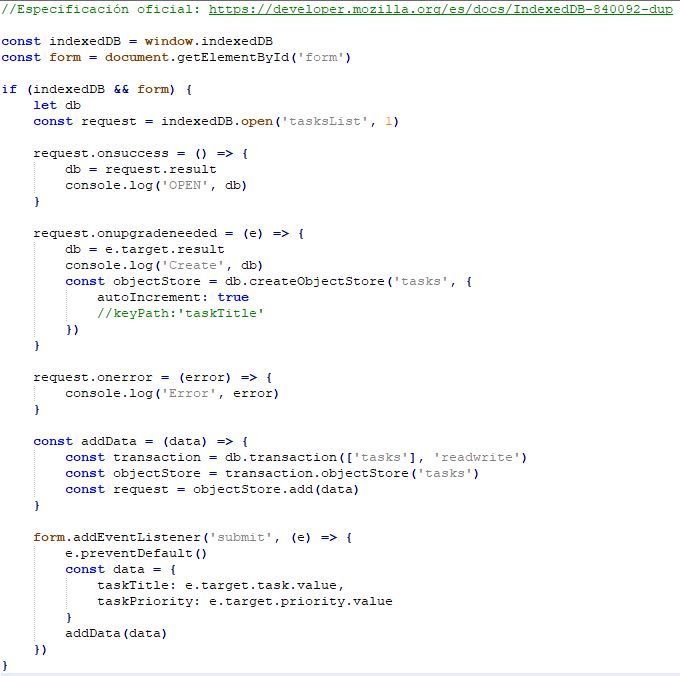 //Especificación oficial: https://developer.mozilla.org/es/docs/IndexedDB-840092-dup
const indexedDB = window.indexedDB
const form = document.getElementById('form')
if (indexedDB && form) {
let db
const request = indexedDB.open('tasksList', 1)
request.onsuccess = () => {
db = request.result
console.log('OPEN', db)
}
request.onupgradeneeded = (e) => {
db = e.target.result
console.log('Create', db)
const objectStore = db.createObjectStore('tasks', {
autoIncrement: true
//keyPath:'taskTitle'
})
}
request.onerror = (error) => {
console.log('Error', error)
}
const addData = (data) => {
const transaction = db.transaction(['tasks'], 'readwrite')
const objectStore = transaction.objectStore('tasks')
const request = objectStore.add(data)
}
form.addEventListener('submit', (e) => {
e.preventDefault()
const data = {
taskTitle: e.target.task.value,
taskPriority: e.target.priority.value
}
addData(data)
})
}